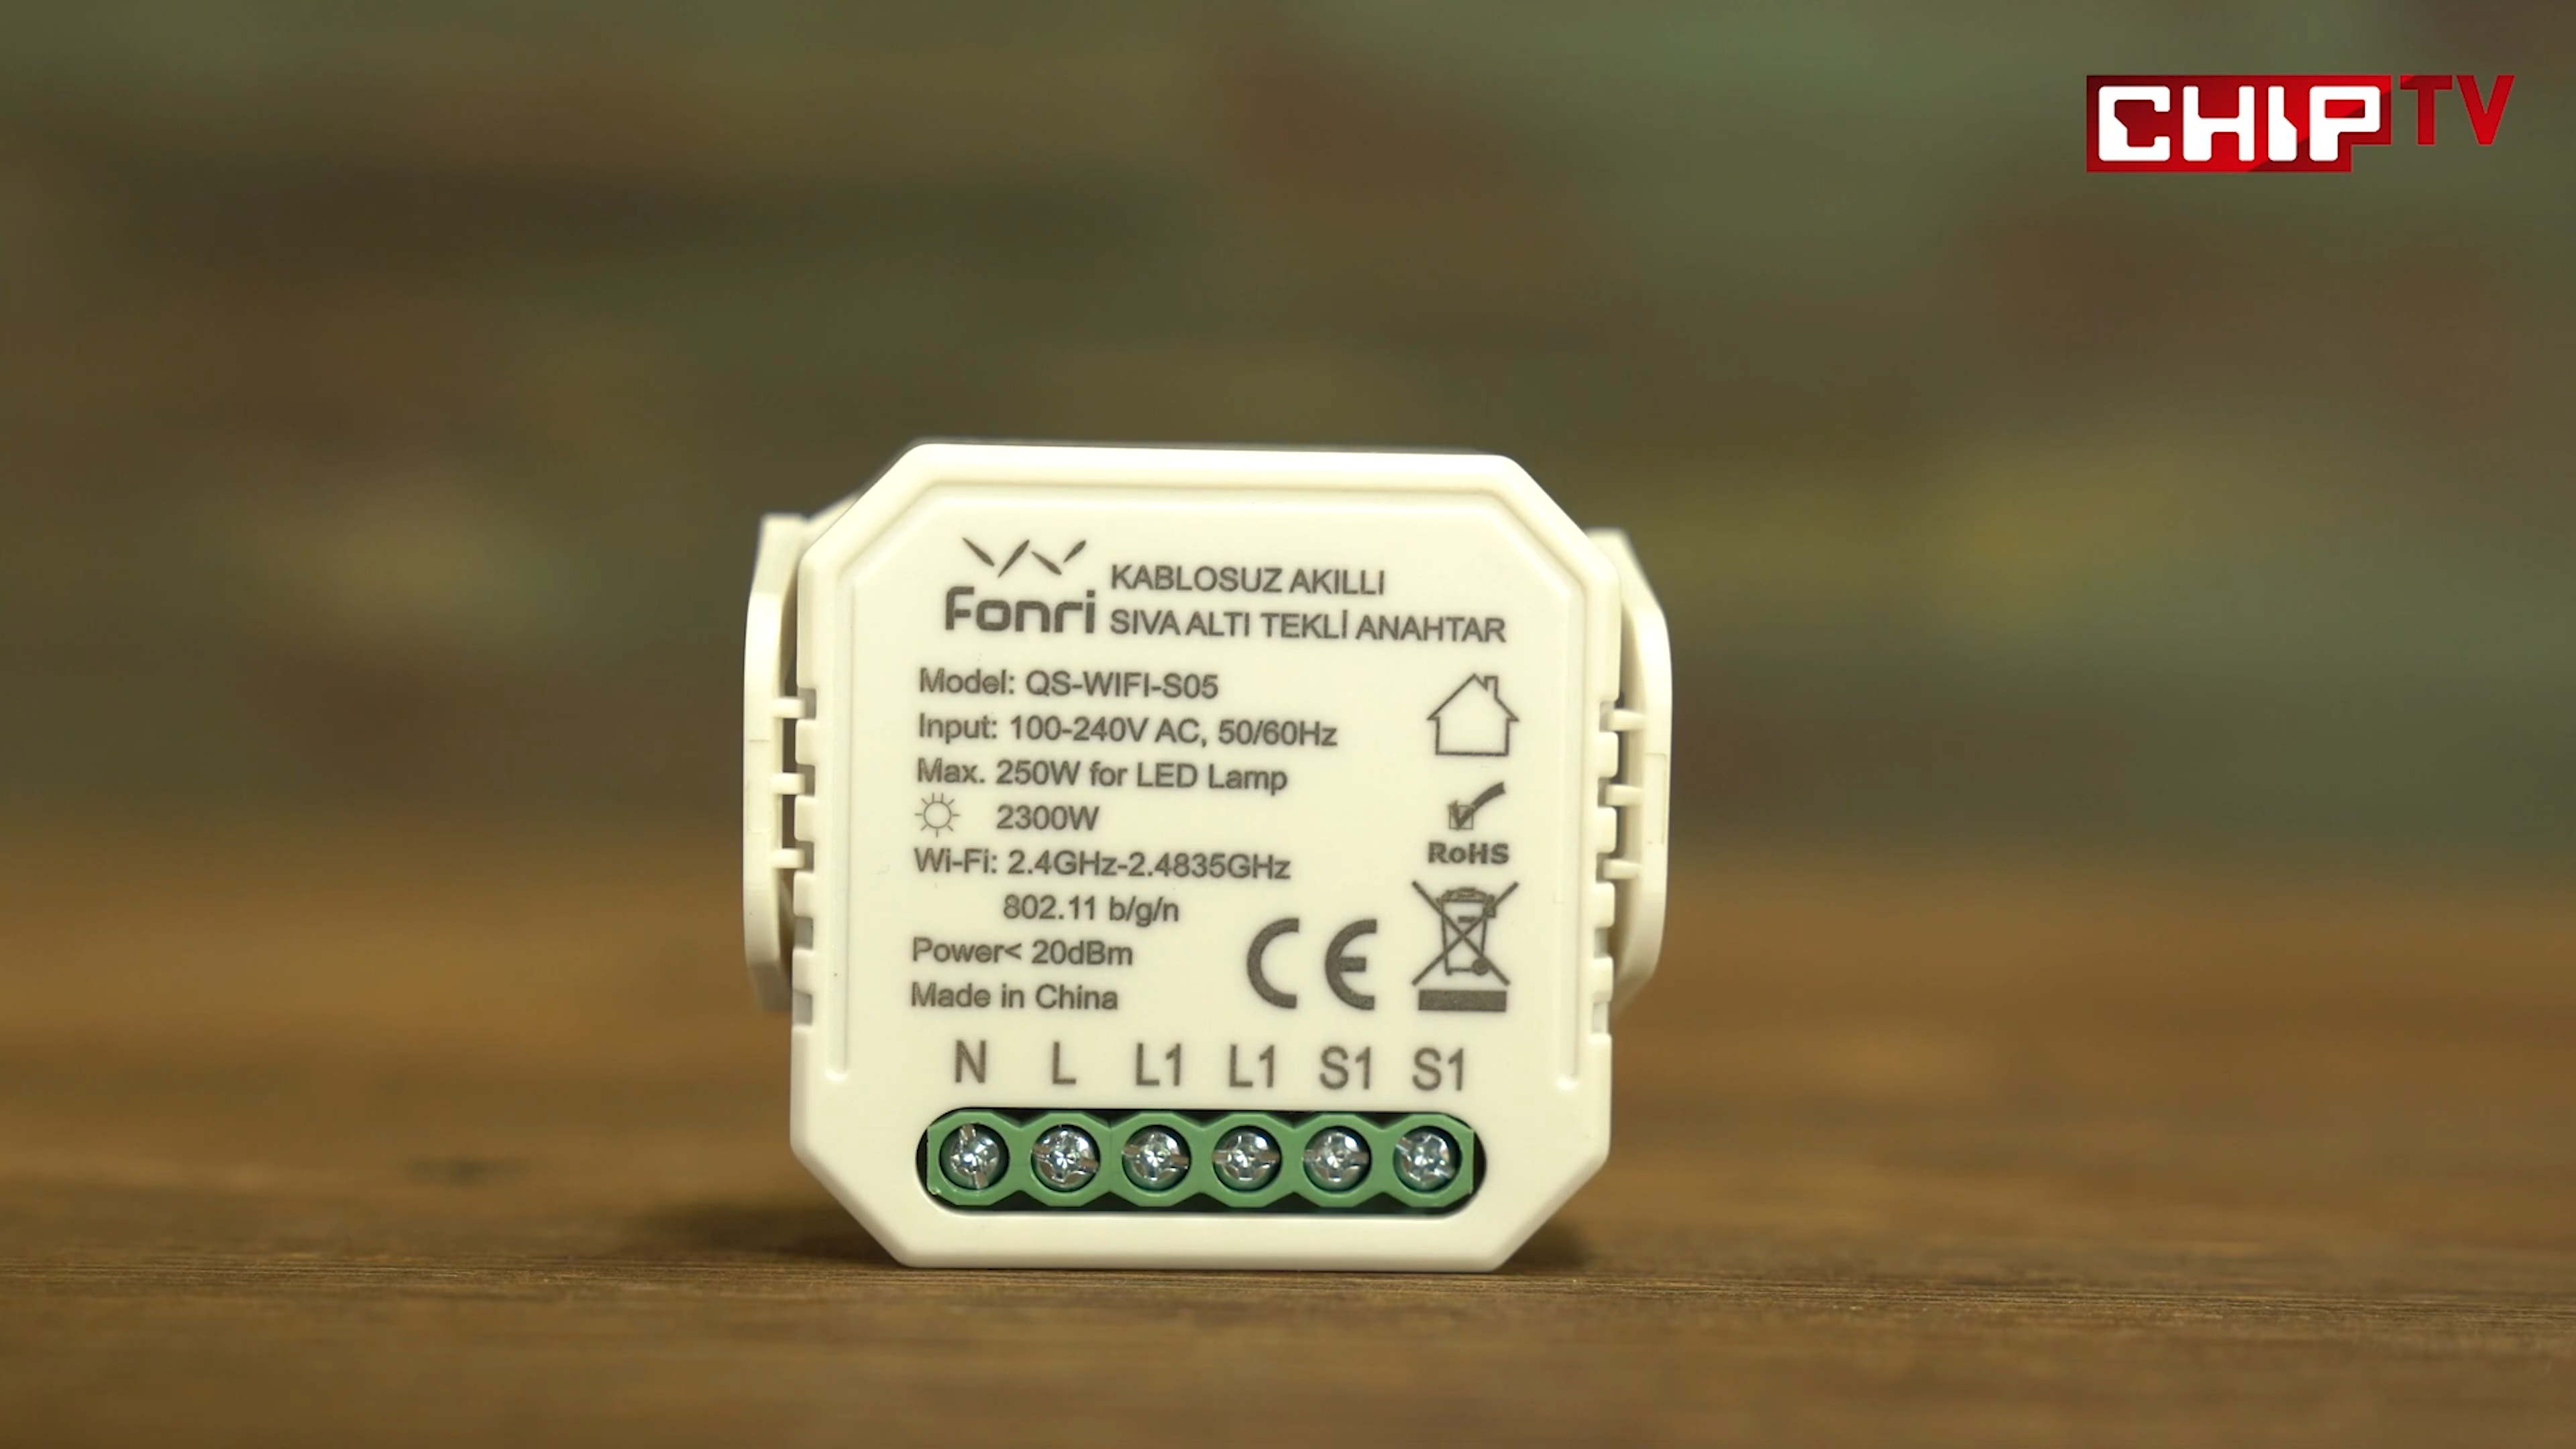 CHIP TV
Fonri
KABLOSUZ AKILLI
SIVA ALTI TEKLİ ANAHTAR
Model: QS-WIFI-S05
Input: 100-240V AC, 50/60Hz
Max. 250W for LED Lamp
2300W
Wi-Fi: 2.4GHz-2.4835GHz
802.11 b/g/n
Power< 20dBm
Made in China
RoHS
CE
N L L1 L1 S1 S1